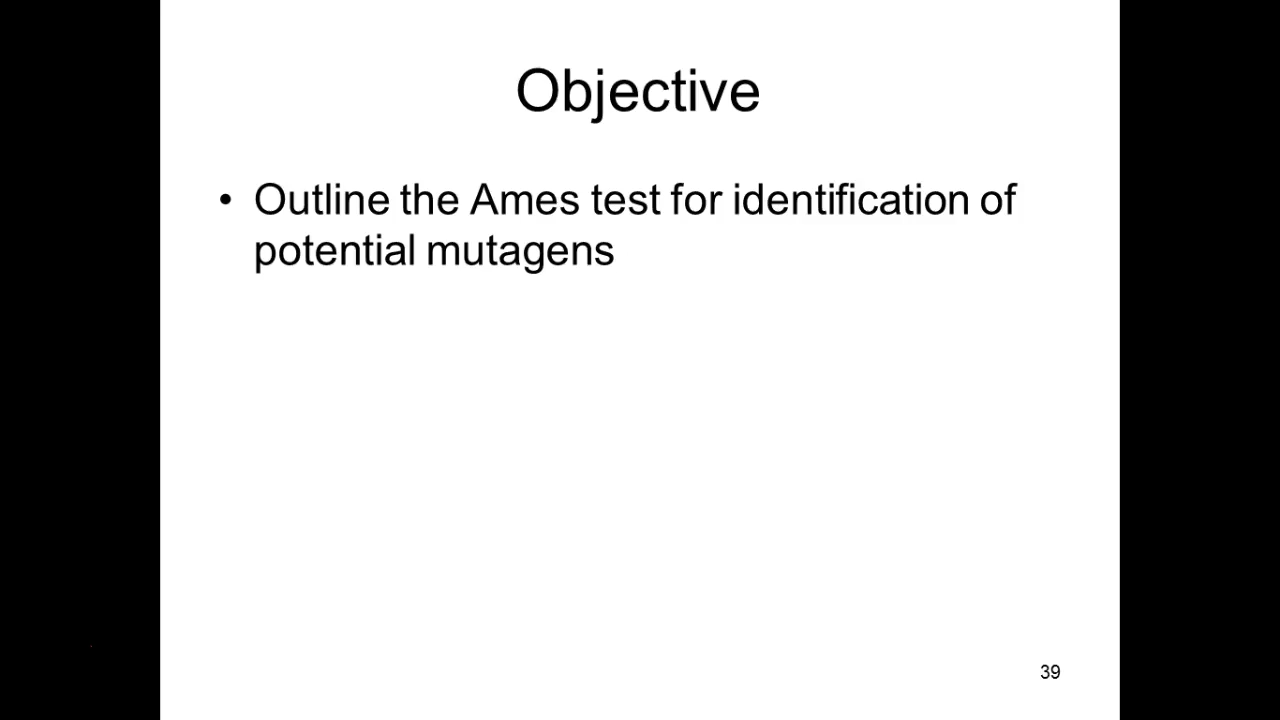 Objective
• Outline the Ames test for identification of
potential mutagens
39